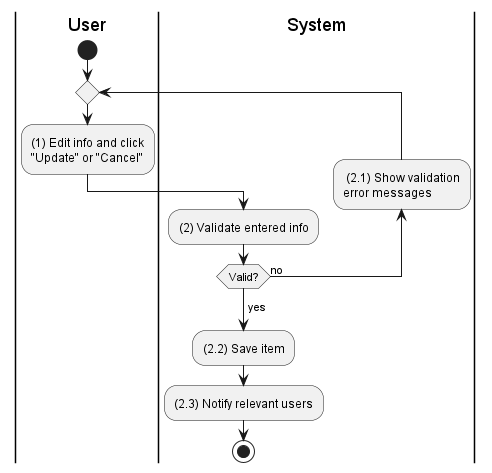 User
System
(1) Edit info and click
"Update" or "Cancel"
(2.1) Show validation
error messages
(2) Validate entered info
Valid?
no
yes
(2.2) Save item
(2.3) Notify relevant users